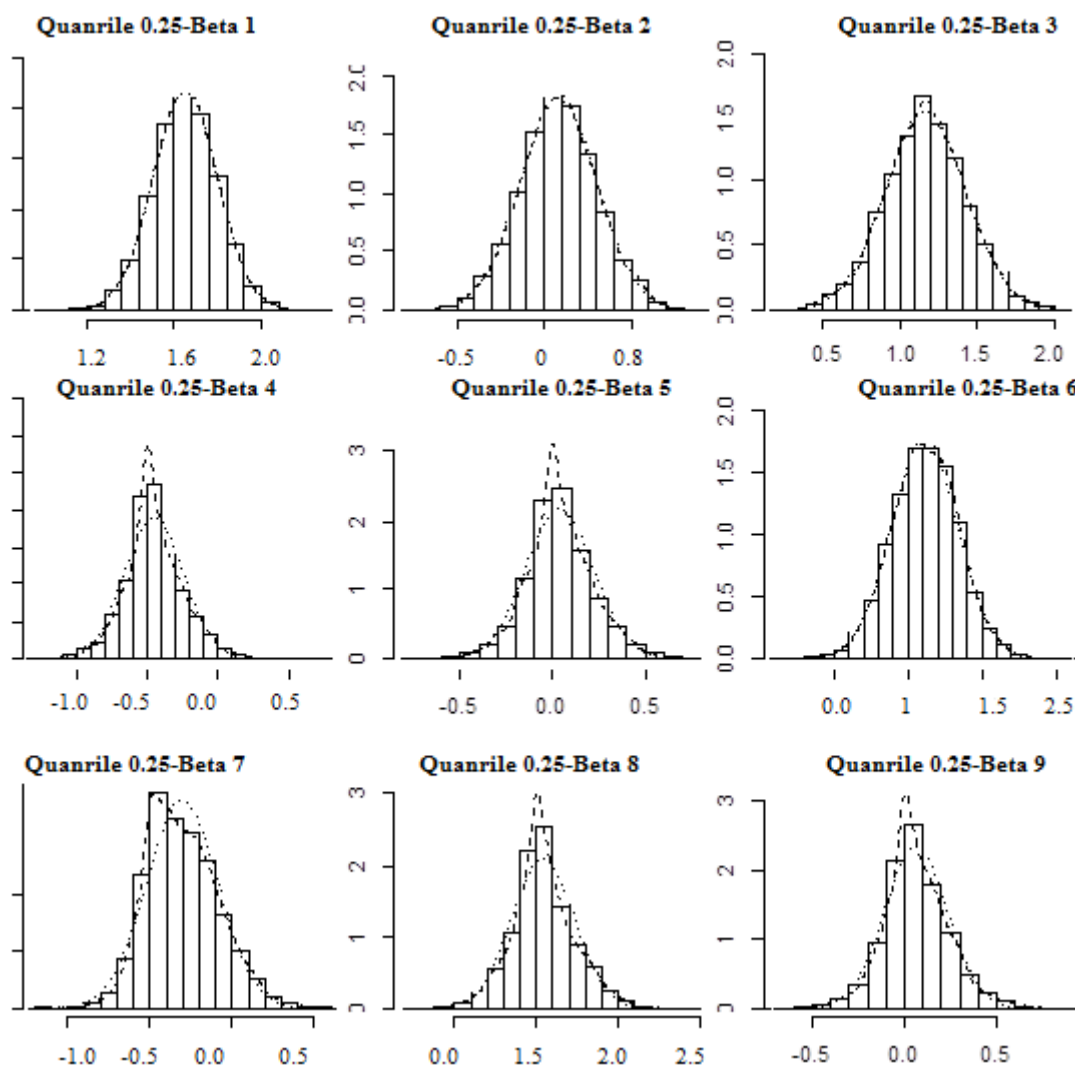 Quanrile 0.25-Beta 1
Quanrile 0.25-Beta 2
Quanrile 0.25-Beta 3
0.0 0.5 1.0 1.5 2.0
0.0 0.5 1.0 1.5 2.0
1.2 1.6 2.0
-0.5 0 0.8
0.5 1.0 1.5 2.0
Quanrile 0.25-Beta 4
Quanrile 0.25-Beta 5
Quanrile 0.25-Beta 6
0 1 2 3
0.0 0.5 1.0 1.5 2.0
-1.0 -0.5 0.0 0.5
-0.5 0.0 0.5
0.0 1 1.5 2.5
Quanrile 0.25-Beta 7
Quanrile 0.25-Beta 8
Quanrile 0.25-Beta 9
0 1 2 3
0 1 2 3
-1.0 -0.5 0.0 0.5
0.0 1.5 2.0 2.5
-0.5 0.0 0.5